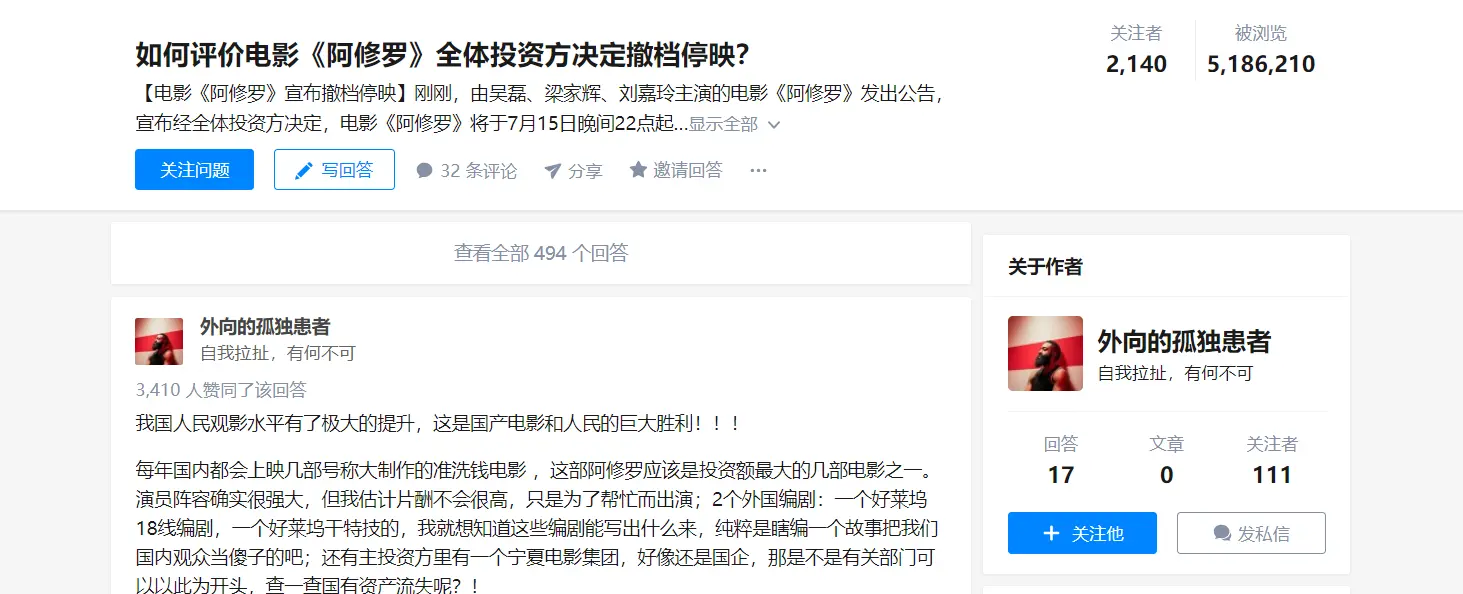 如何评价电影《阿修罗》全体投资方决定撤档停映？
【电影《阿修罗》宣布撤档停映】刚刚，由吴磊、梁家辉、刘嘉玲主演的电影《阿修罗》发出公告，
宣布经全体投资方决定，电影《阿修罗》将于7月15日晚间22点起...显示全部
关注问题 写回答 32 条评论 分享 邀请回答 ···
关注者 被浏览
2,140 5,186,210
查看全部 494 个回答
外向的孤独患者
自我拉扯，有何不可
3,410 人赞同了该回答
我国人民观影水平有了极大的提升，这是国产电影和人民的巨大胜利！！！
每年国内都会上映几部号称大制作的准洗钱电影 ，这部阿修罗应该是投资额最大的几部电影之一。
演员阵容确实很强大，但我估计片酬不会很高，只是为了帮忙而出演；2个外国编剧：一个好莱坞
18线编剧，一个好莱坞干特技的，我就想知道这些编剧能写出什么来，纯粹是瞎编一个故事把我们
国内观众当傻子的吧；还有主投资方里有一个宁夏电影集团，好像还是国企，那是不是有关部门可
以以此为开头，查一查国有资产流失呢？！
关于作者
外向的孤独患者
自我拉扯，有何不可
回答 文章 关注者
17 0 111
关注他 发私信